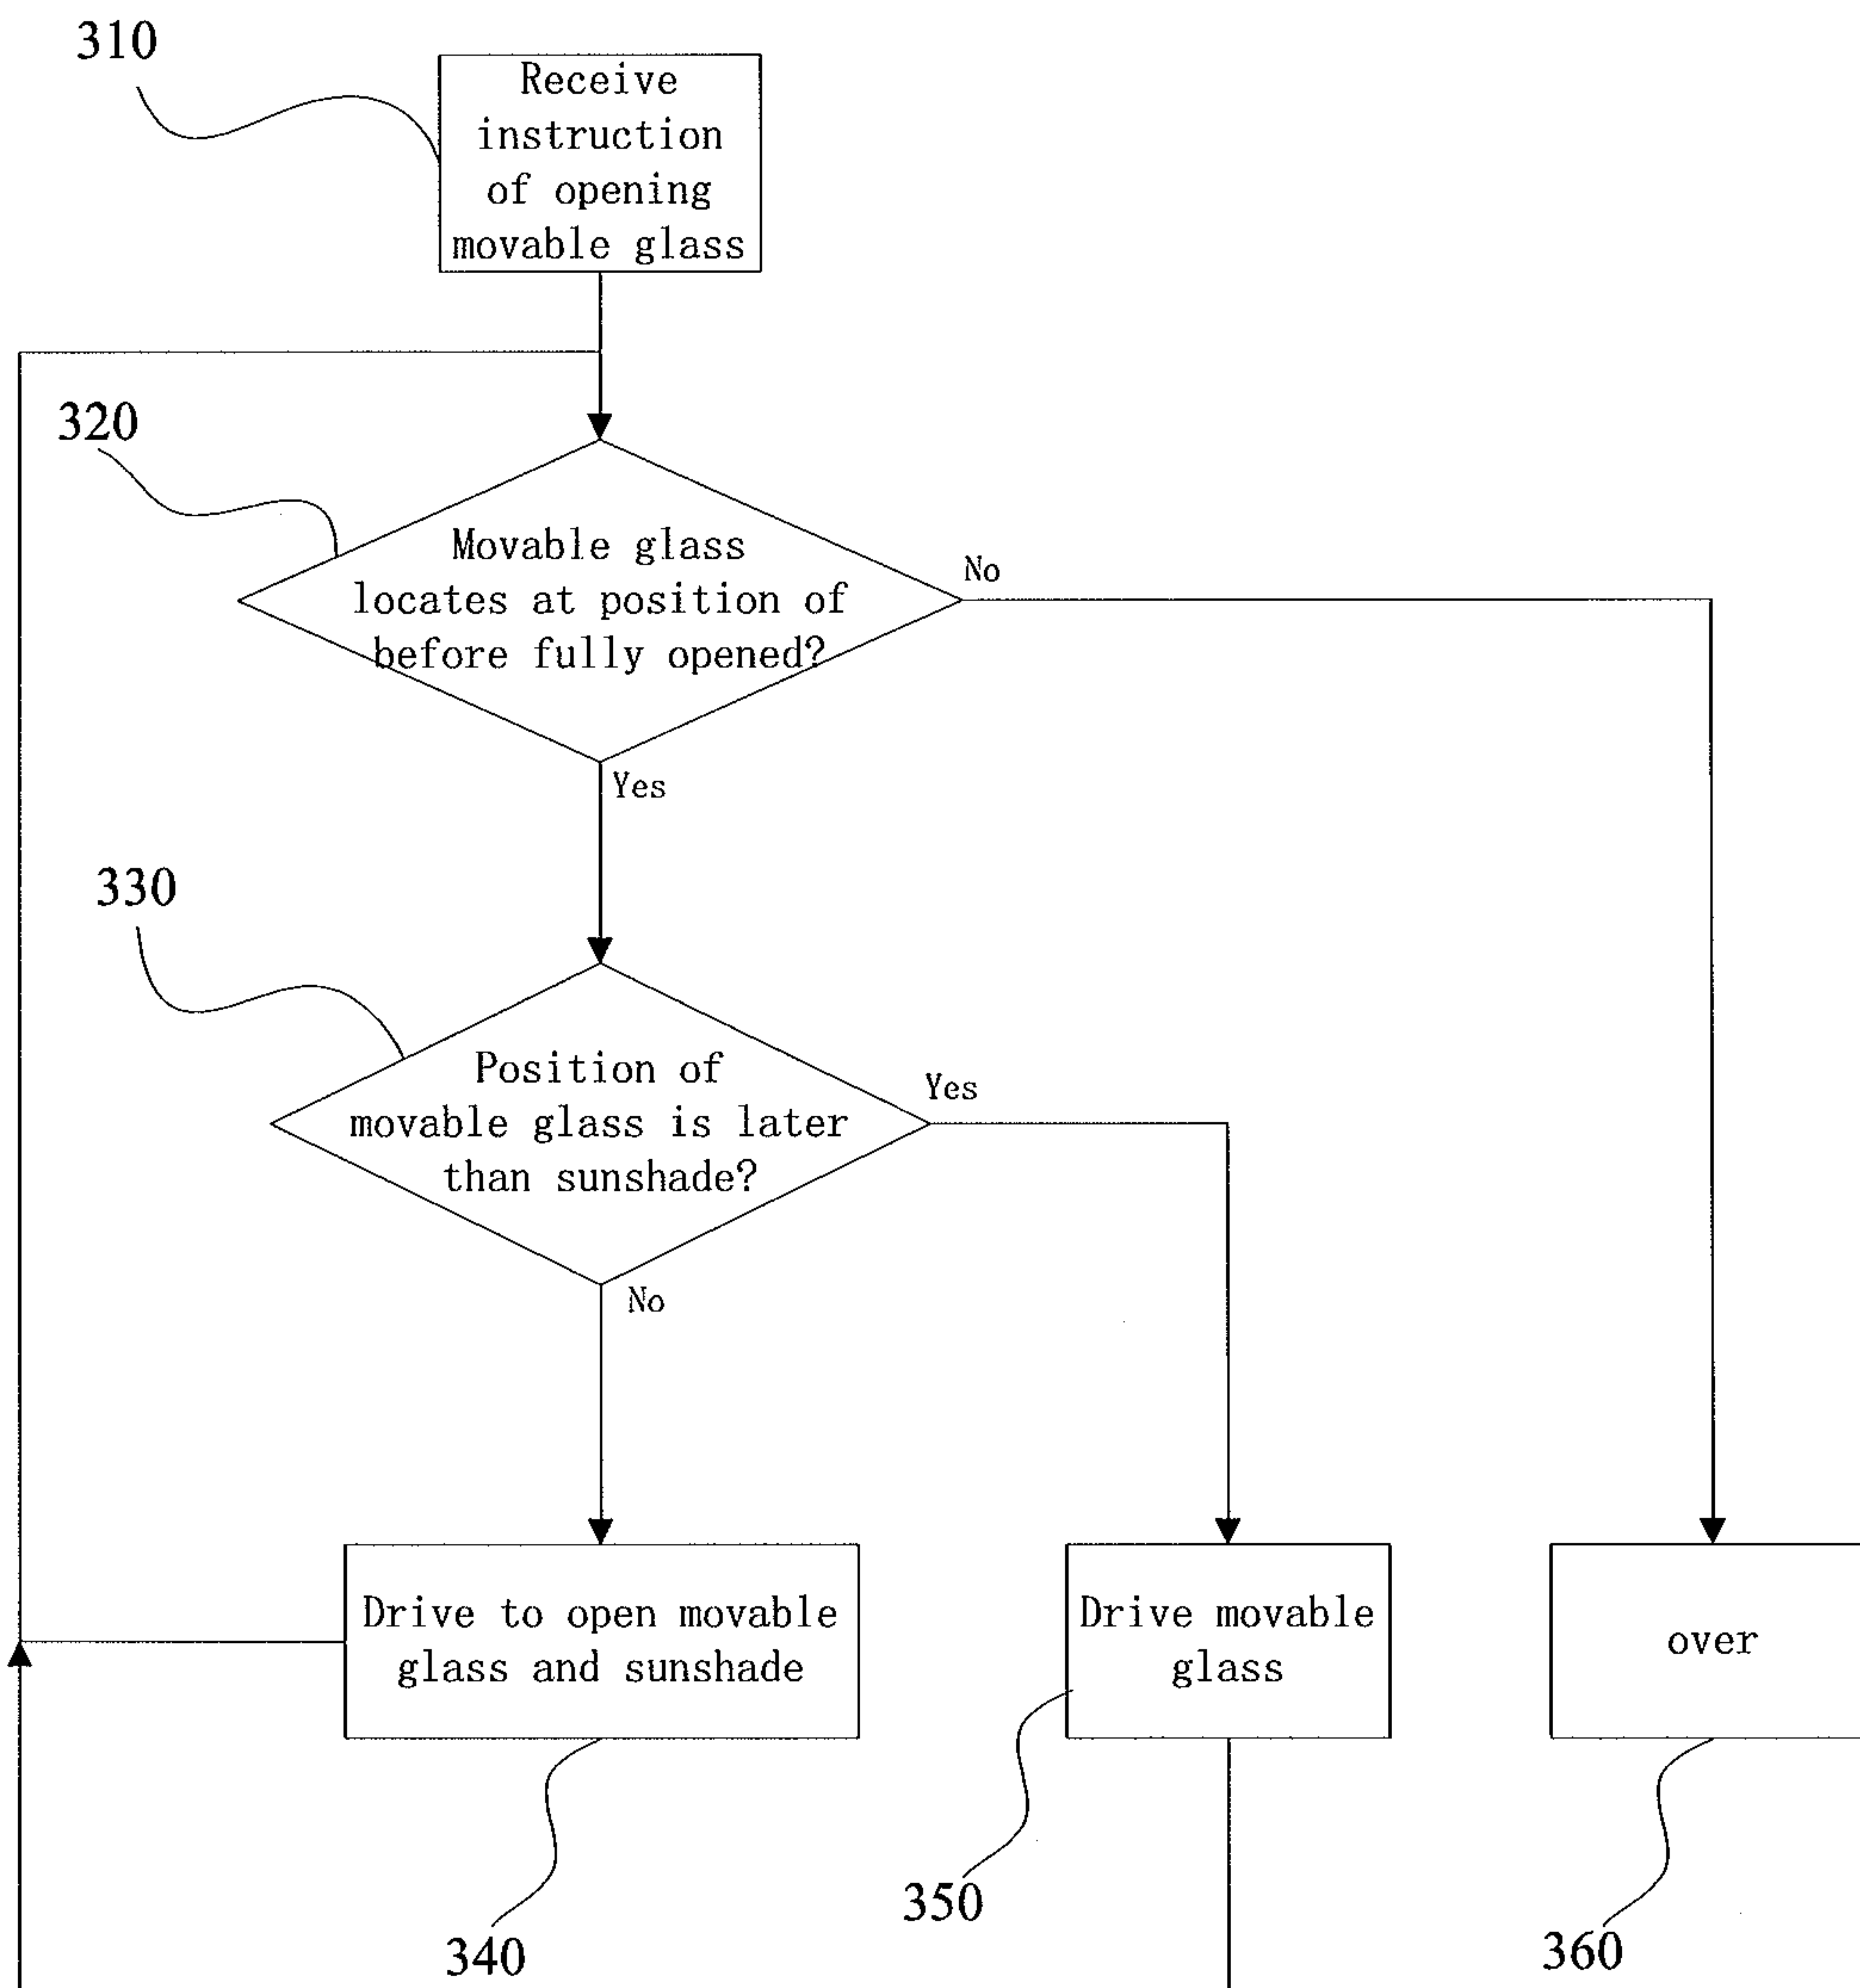 310
Receive
instruction
of opening
movable glass
320
Movable glass
locates at position of
before fully opened?
No
Yes
330
Position of
movable glass is later
than sunshade?
Yes
No
Drive to open movable
glass and sunshade
Drive movable
glass
over
340
350
360